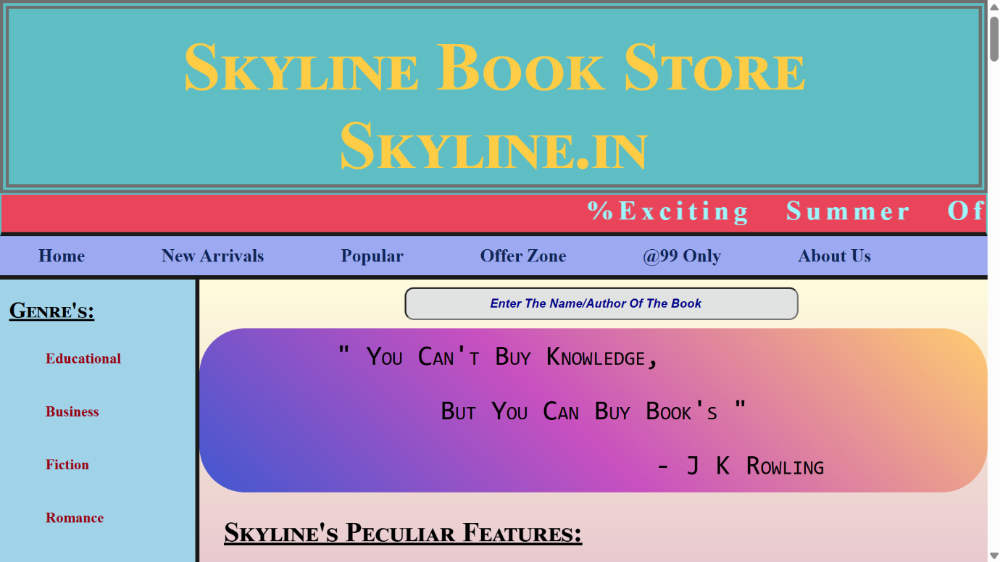 Skyline Book Store
Skyline.in
%Exciting Summer Of
Home New Arrivals Popular Offer Zone @99 Only About Us
Genre's:
Educational
Business
Fiction
Romance
Enter The Name/Author Of The Book
" You Can't Buy Knowledge,
But You Can Buy Book's "
- J K Rowling
Skyline's Peculiar Features: